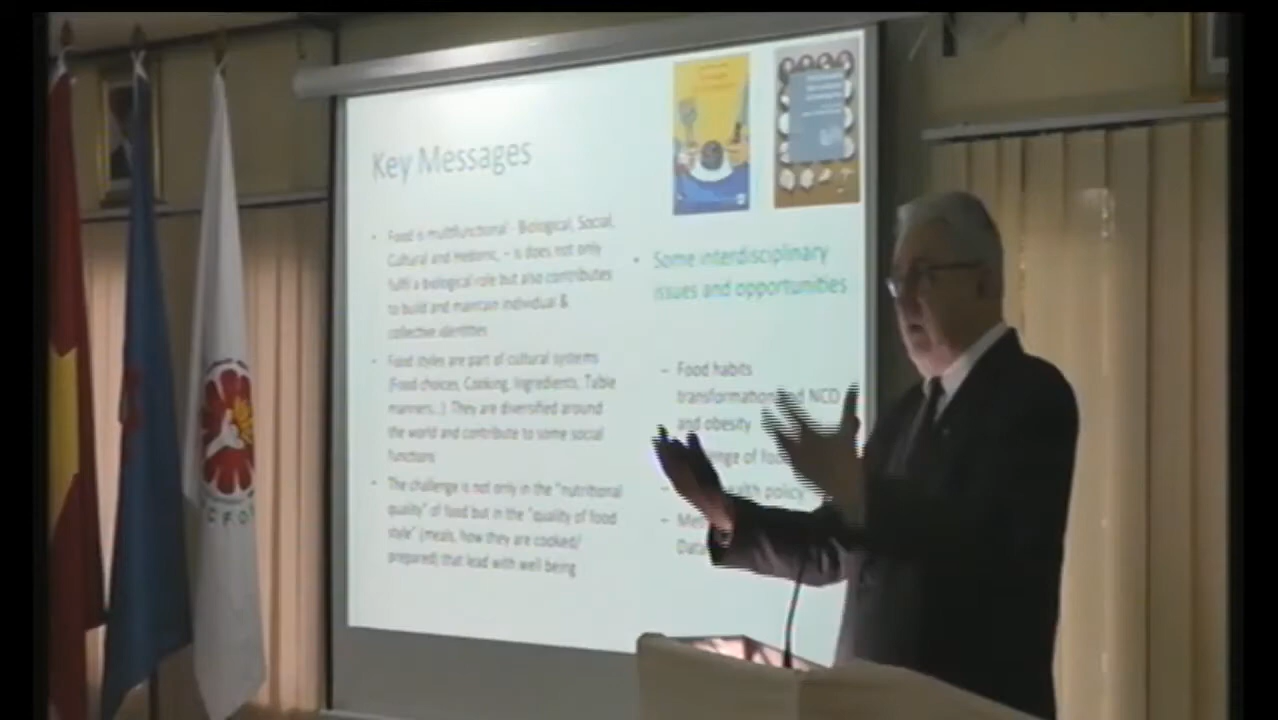 Key Messages
• Food is multifunctional - Biological, Social,
Cultural and Hedonic, – is does not only
fulfil a biological role but also contributes
to build and maintain individual &
collective identities
• Food styles are part of cultural systems
(Food choices, Cooking, Ingredients, Table
manners...). They are diversified around
the world and contribute to some social
functions
• The challenge is not only in the "nutritional
quality" of food but in the "quality of food
style" (meals, how they are cooked/
prepared) that lead with well being
• Some interdisciplinary
issues and opportunities
– Food habits
transformation and NCD
and obesity
policy